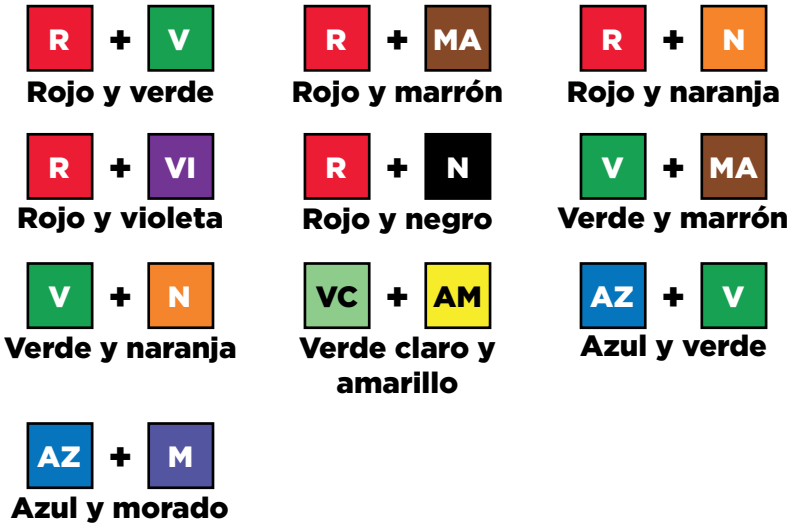 R + V
Rojo y verde
R + MA
Rojo y marrón
R + N
Rojo y naranja
R + VI
Rojo y violeta
R + N
Rojo y negro
V + MA
Verde y marrón
V + N
Verde y naranja
VC + AM
Verde claro y
amarillo
AZ + V
Azul y verde
AZ + M
Azul y morado